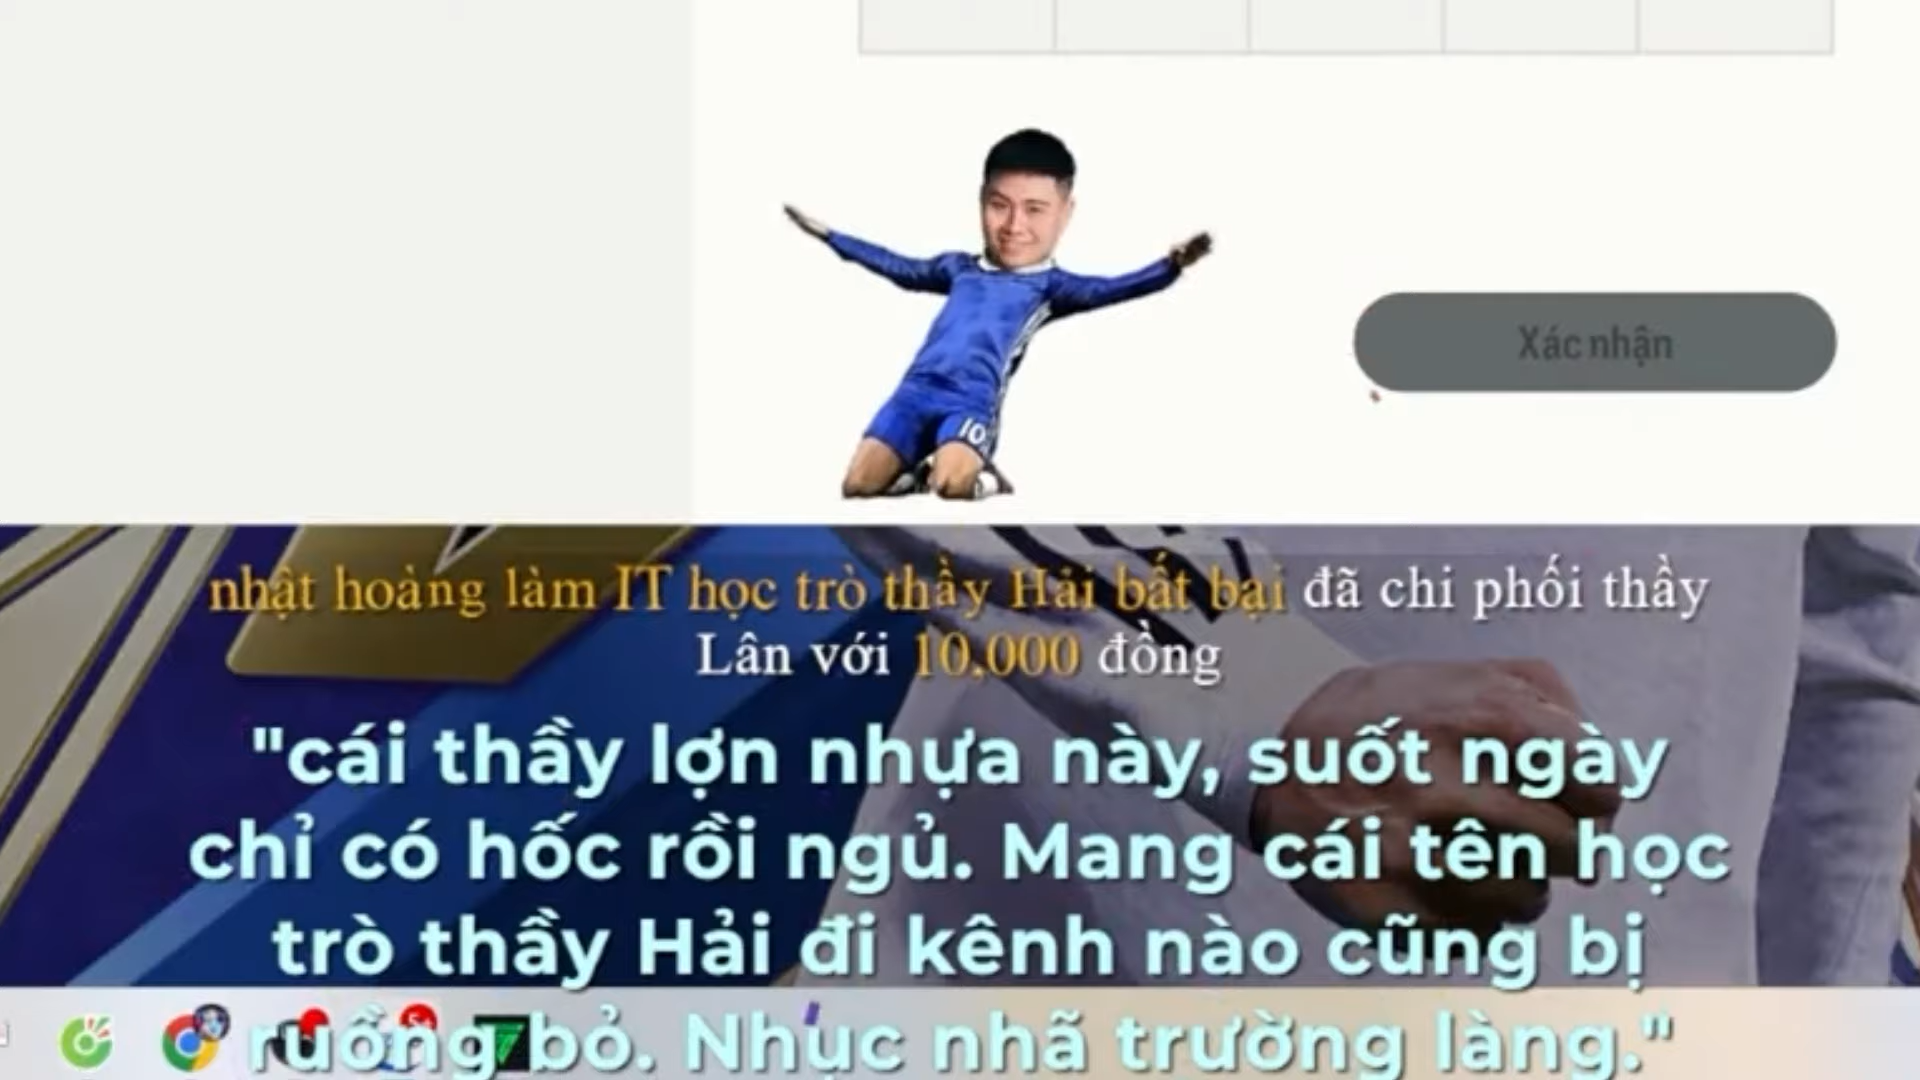 Xác nhận
10
nhật hoàng làm IT học trò thầy Hải bất bại đã chi phối thầy
Lân với 10,000 đồng
"cái thầy lợn nhựa này, suốt ngày
chỉ có hốc rồi ngủ. Mang cái tên học
trò thầy Hải đi kênh nào cũng bị
ruồng bỏ. Nhục nhã trường làng."